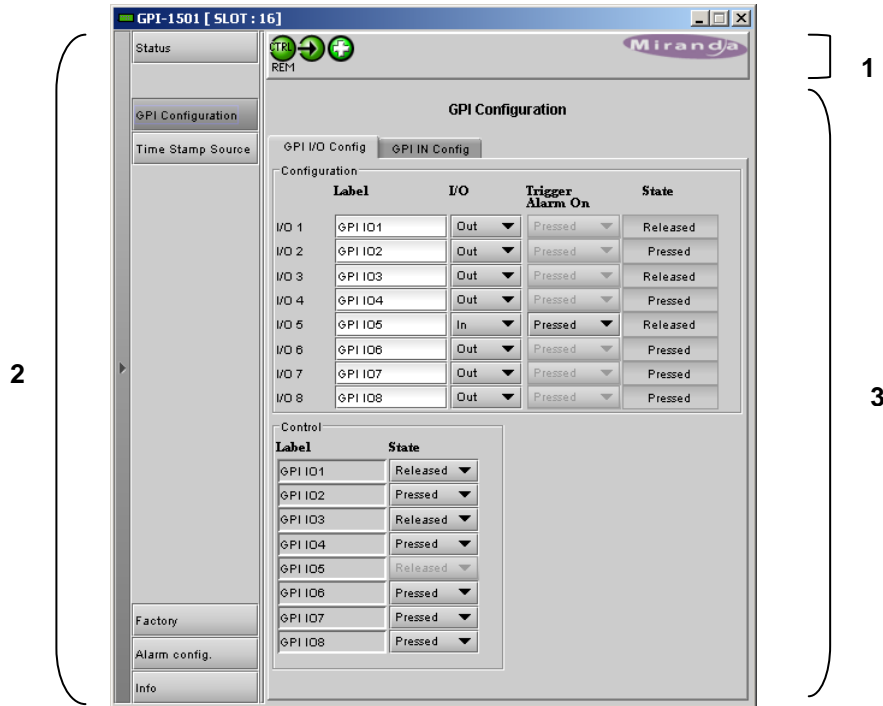 GPI-1501 [ SLOT : 16]
Status
CTRL
REM
Miranda
1
GPI Configuration
GPI Configuration
Time Stamp Source
GPI I/O Config GPI IN Config
Configuration
Label I/O Trigger Alarm On State
I/O 1 GPI IO1 Out Pressed Released
I/O 2 GPI IO2 Out Pressed Pressed
I/O 3 GPI IO3 Out Pressed Released
I/O 4 GPI IO4 Out Pressed Pressed
I/O 5 GPI IO5 In Pressed Released
I/O 6 GPI IO6 Out Pressed Pressed
I/O 7 GPI IO7 Out Pressed Pressed
I/O 8 GPI IO8 Out Pressed Pressed
2
3
Control
Label State
GPI IO1 Released
GPI IO2 Pressed
GPI IO3 Released
GPI IO4 Pressed
GPI IO5 Released
GPI IO6 Pressed
GPI IO7 Pressed
GPI IO8 Pressed
Factory
Alarm config.
Info